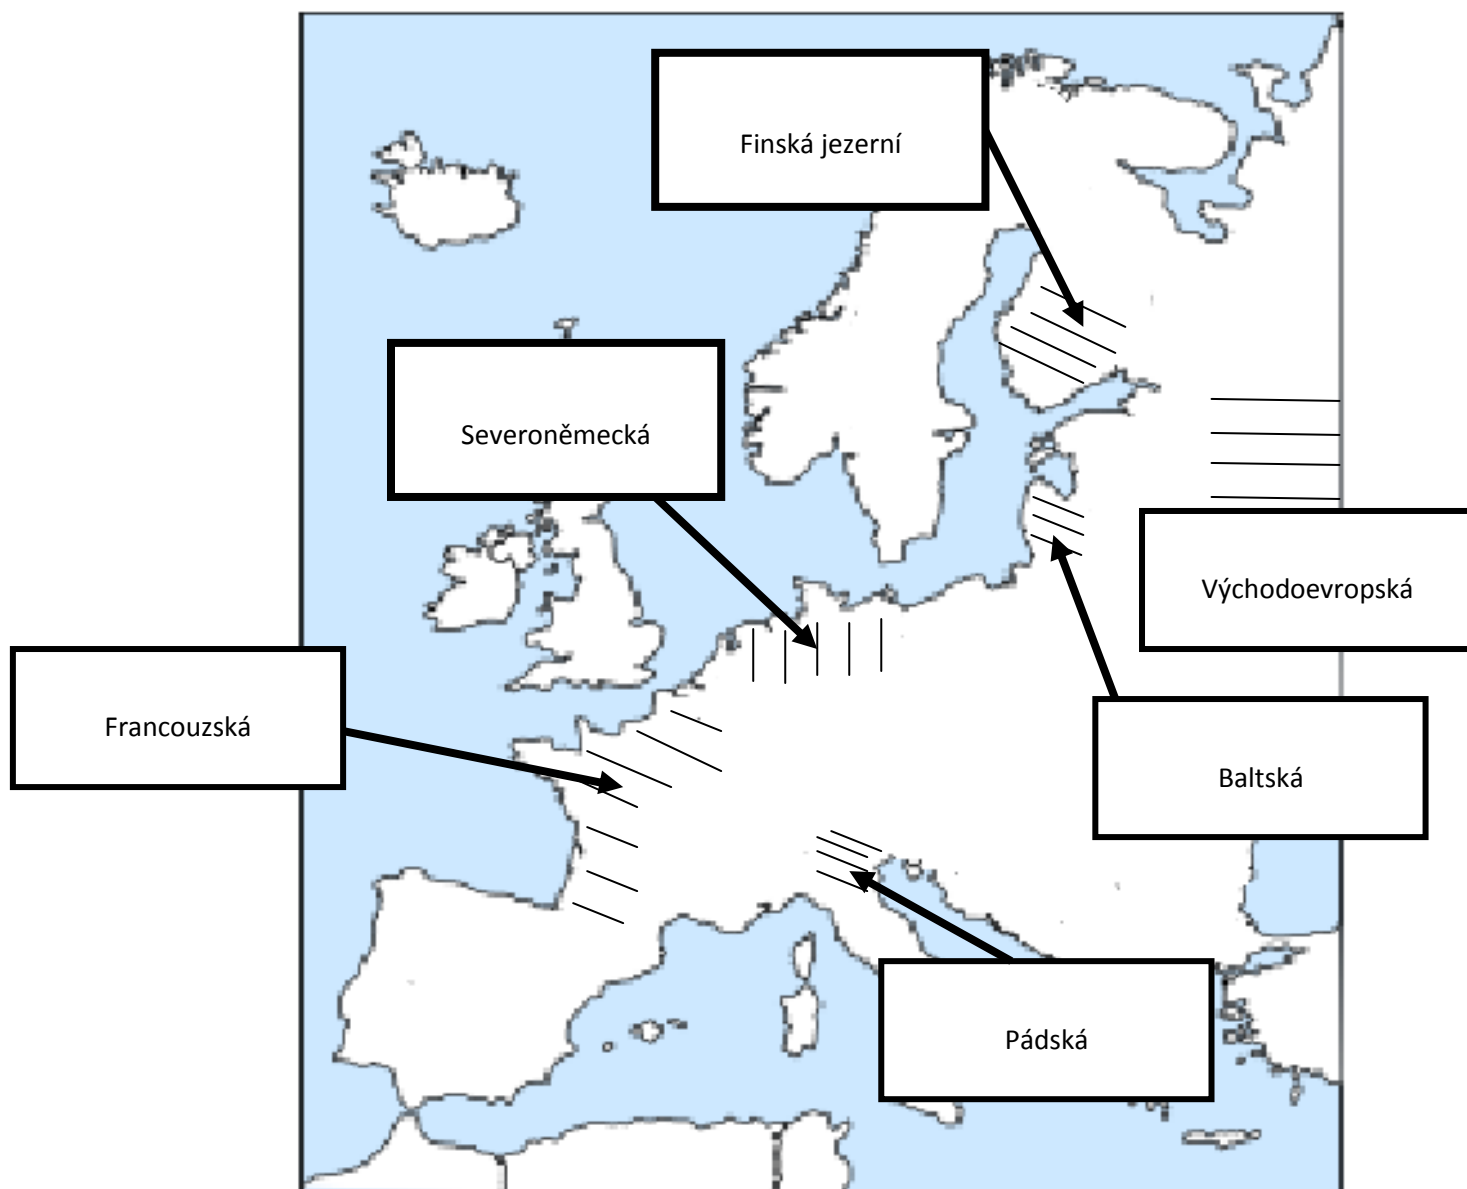 Finská jezerní
Severoněmecká
Východoevropská
Francouzská
Baltská
Pádská